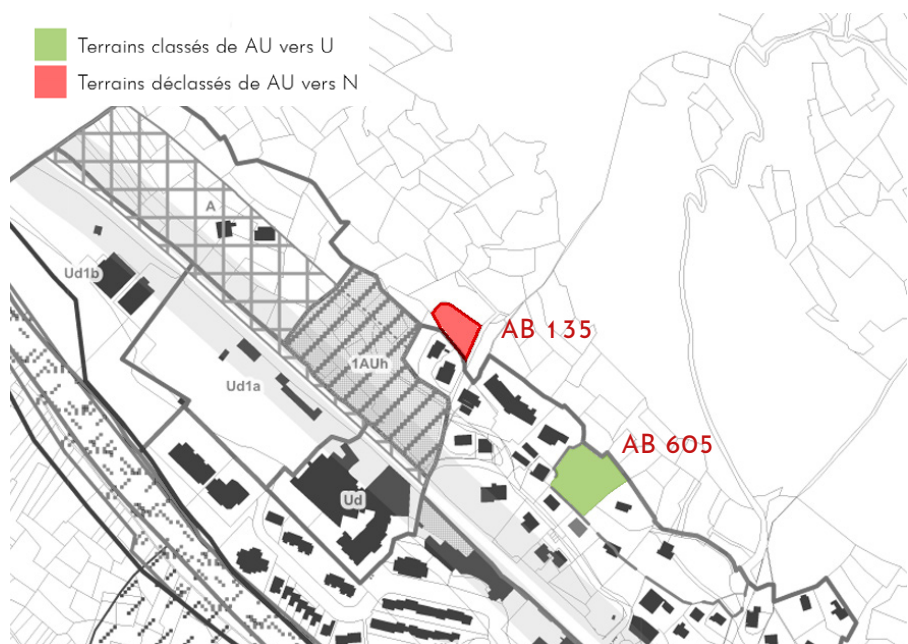 Terrains classés de AU vers U
Terrains déclassés de AU vers N
A
Ud1b
AB 135
1AUh
Ud1a
AB 605
Ud